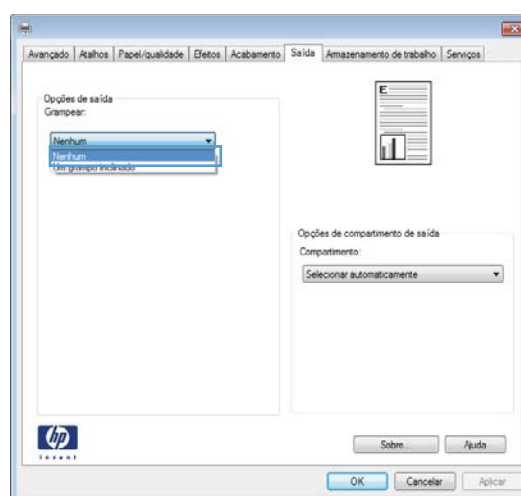 Avançado Atalhos Papel/qualidade Efeitos Acabamento Saída Armazenamento de trabalho Serviços
Opções de saída
Grampear:
Nenhum
Nenhum
Um grampo inclinado
E
Opções de compartimento de saída
Compartimento:
Selecionar automaticamente
hp
invent
Sobre... Ajuda
OK Cancelar Aplicar